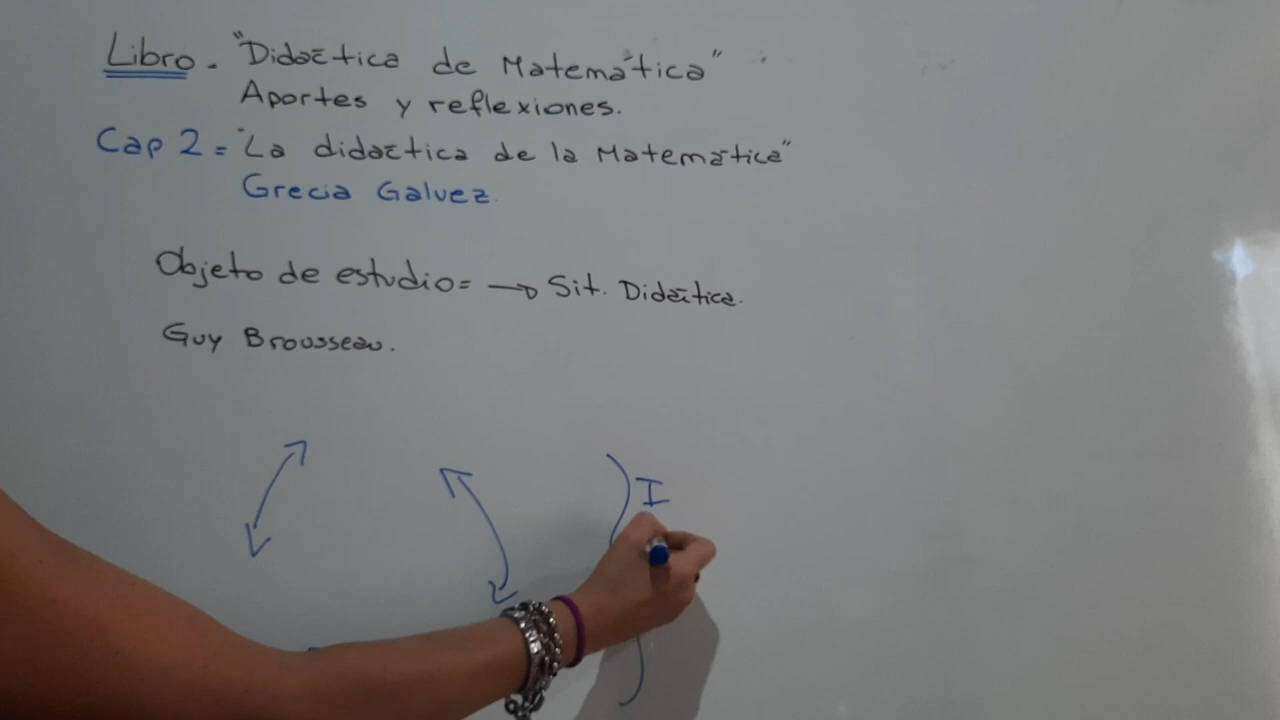 Libro. "Didáctica de Matemática"
Aportes y reflexiones.
Cap 2 = "La didáctica de la Matemática"
Grecia Galvez.
Objeto de estudio = → Sit. Didáctica.
Guy Brousseau.
I